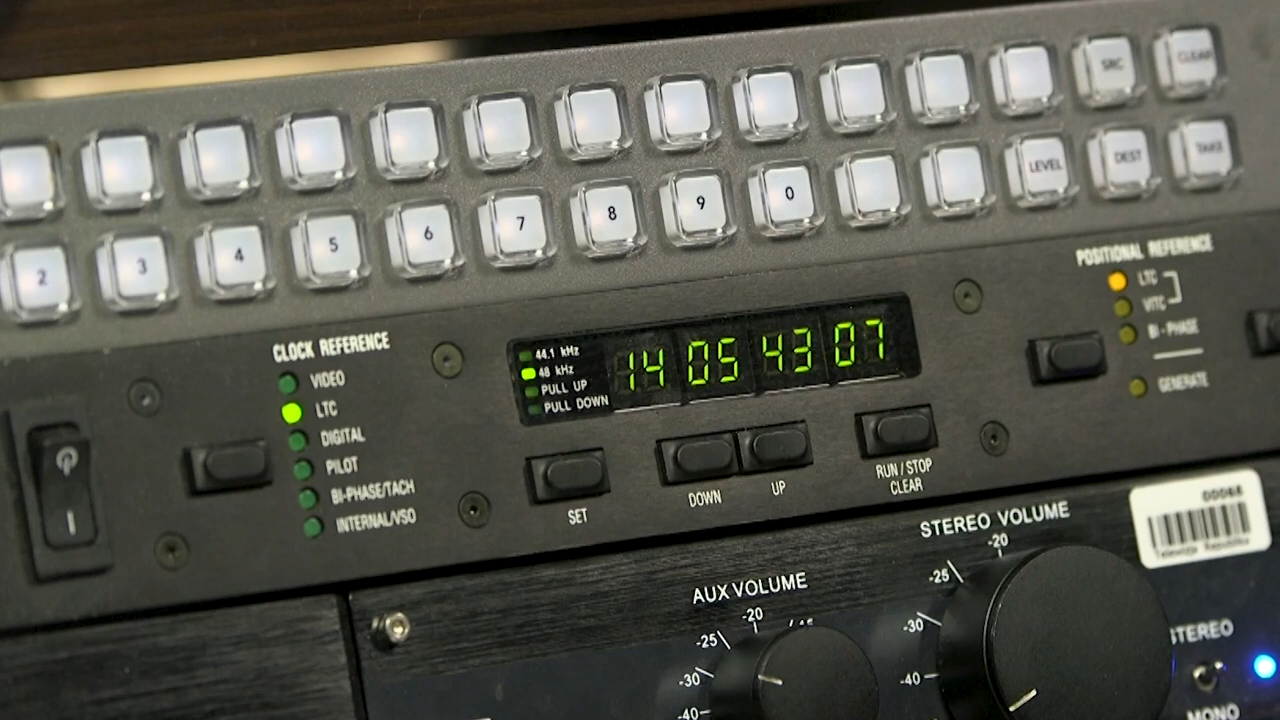 SRC CLEAR
2 3 4 5 6 7 8 9 0 LEVEL DEST TAKE
CLOCK REFERENCE
VIDEO
LTC
DIGITAL
PILOT
BI-PHASE/TACH
INTERNAL/VSO
44.1 kHz
48 kHz
PULL UP
PULL DOWN
14 05 43 07
SET
DOWN
UP
RUN / STOP
CLEAR
POSITIONAL REFERENCE
LTC
VITC
BI - PHASE
GENERATE
AUX VOLUME
-20
-25
-30
-40
STEREO VOLUME
-20
-25
-30
-40
00068
Telewizja Republika
STEREO
MONO